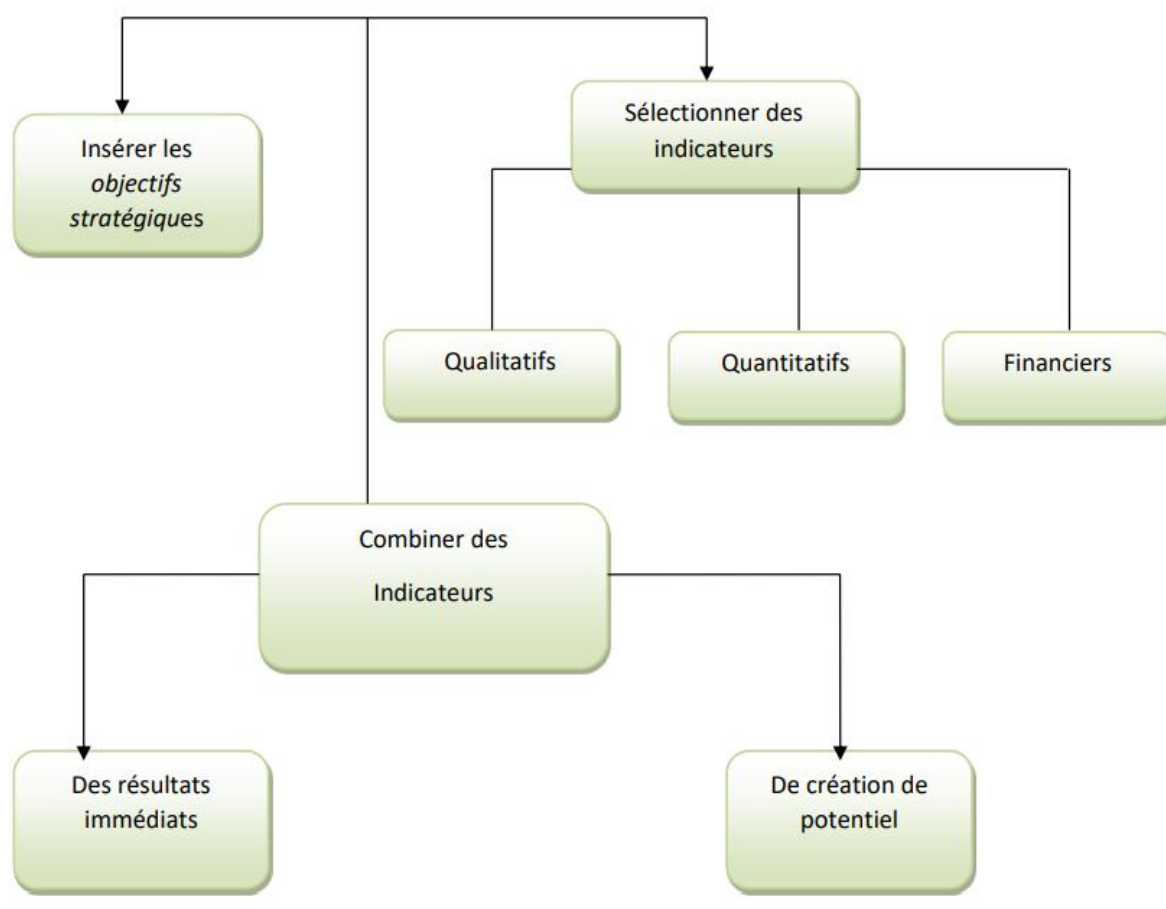 Sélectionner des
indicateurs
Insérer les
objectifs
stratégiques
Qualitatifs
Quantitatifs
Financiers
Combiner des
Indicateurs
Des résultats
immédiats
De création de
potentiel